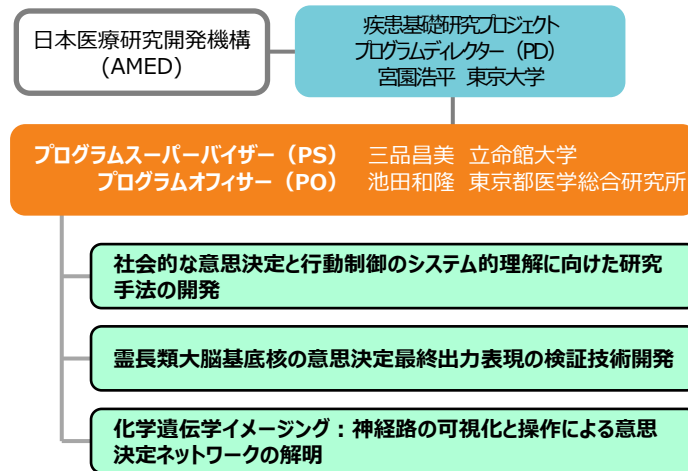 日本医療研究開発機構
(AMED)
疾患基礎研究プロジェクト
プログラムディレクター（PD）
宮園浩平 東京大学
プログラムスーパーバイザー（PS） 三品昌美 立命館大学
プログラムオフィサー（PO） 池田和隆 東京都医学総合研究所
社会的な意思決定と行動制御のシステム的理解に向けた研究
手法の開発
霊長類大脳基底核の意思決定最終出力表現の検証技術開発
化学遺伝学イメージング：神経路の可視化と操作による意思
決定ネットワークの解明